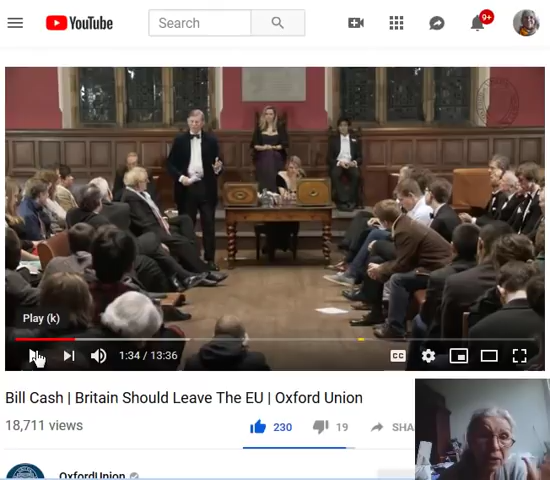 YouTube
Search
9+
Play (k)
1:34 / 13:36
CC
Bill Cash | Britain Should Leave The EU | Oxford Union
18,711 views
230
19
SHA
OxfordUnion